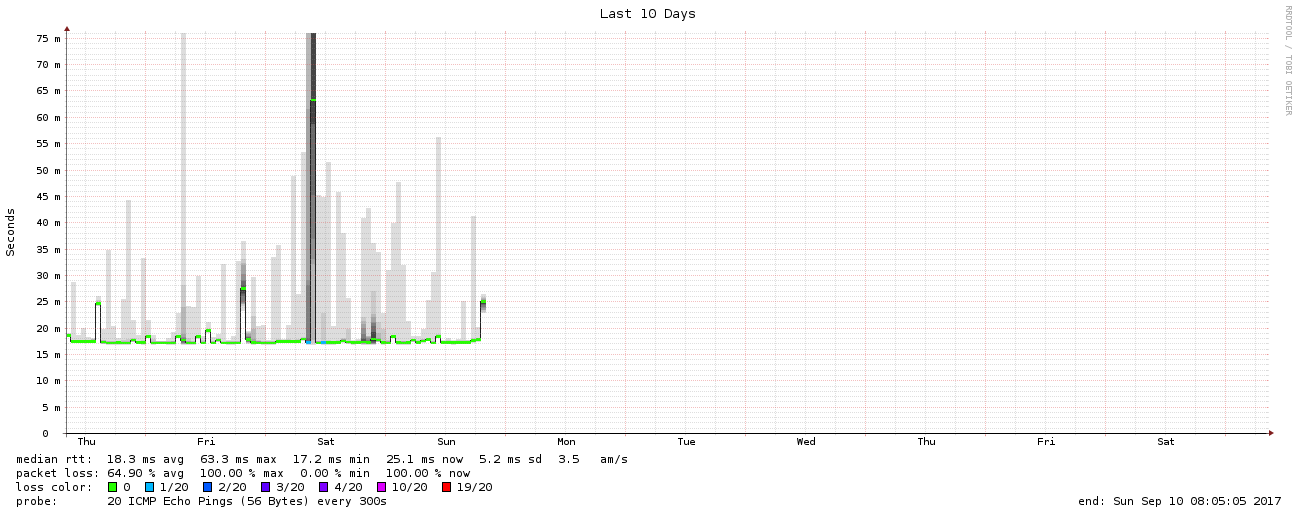 Last 10 Days
RRDTOOL / TOBI OETIKER
Seconds
75 m
70 m
65 m
60 m
55 m
50 m
45 m
40 m
35 m
30 m
25 m
20 m
15 m
10 m
5 m
0
Thu Fri Sat Sun Mon Tue Wed Thu Fri Sat
median rtt: 18.3 ms avg 63.3 ms max 17.2 ms min 25.1 ms now 5.2 ms sd 3.5 am/s
packet loss: 64.90 % avg 100.00 % max 0.00 % min 100.00 % now
loss color: 0 1/20 2/20 3/20 4/20 10/20 19/20
probe: 20 ICMP Echo Pings (56 Bytes) every 300s end: Sun Sep 10 08:05:05 2017